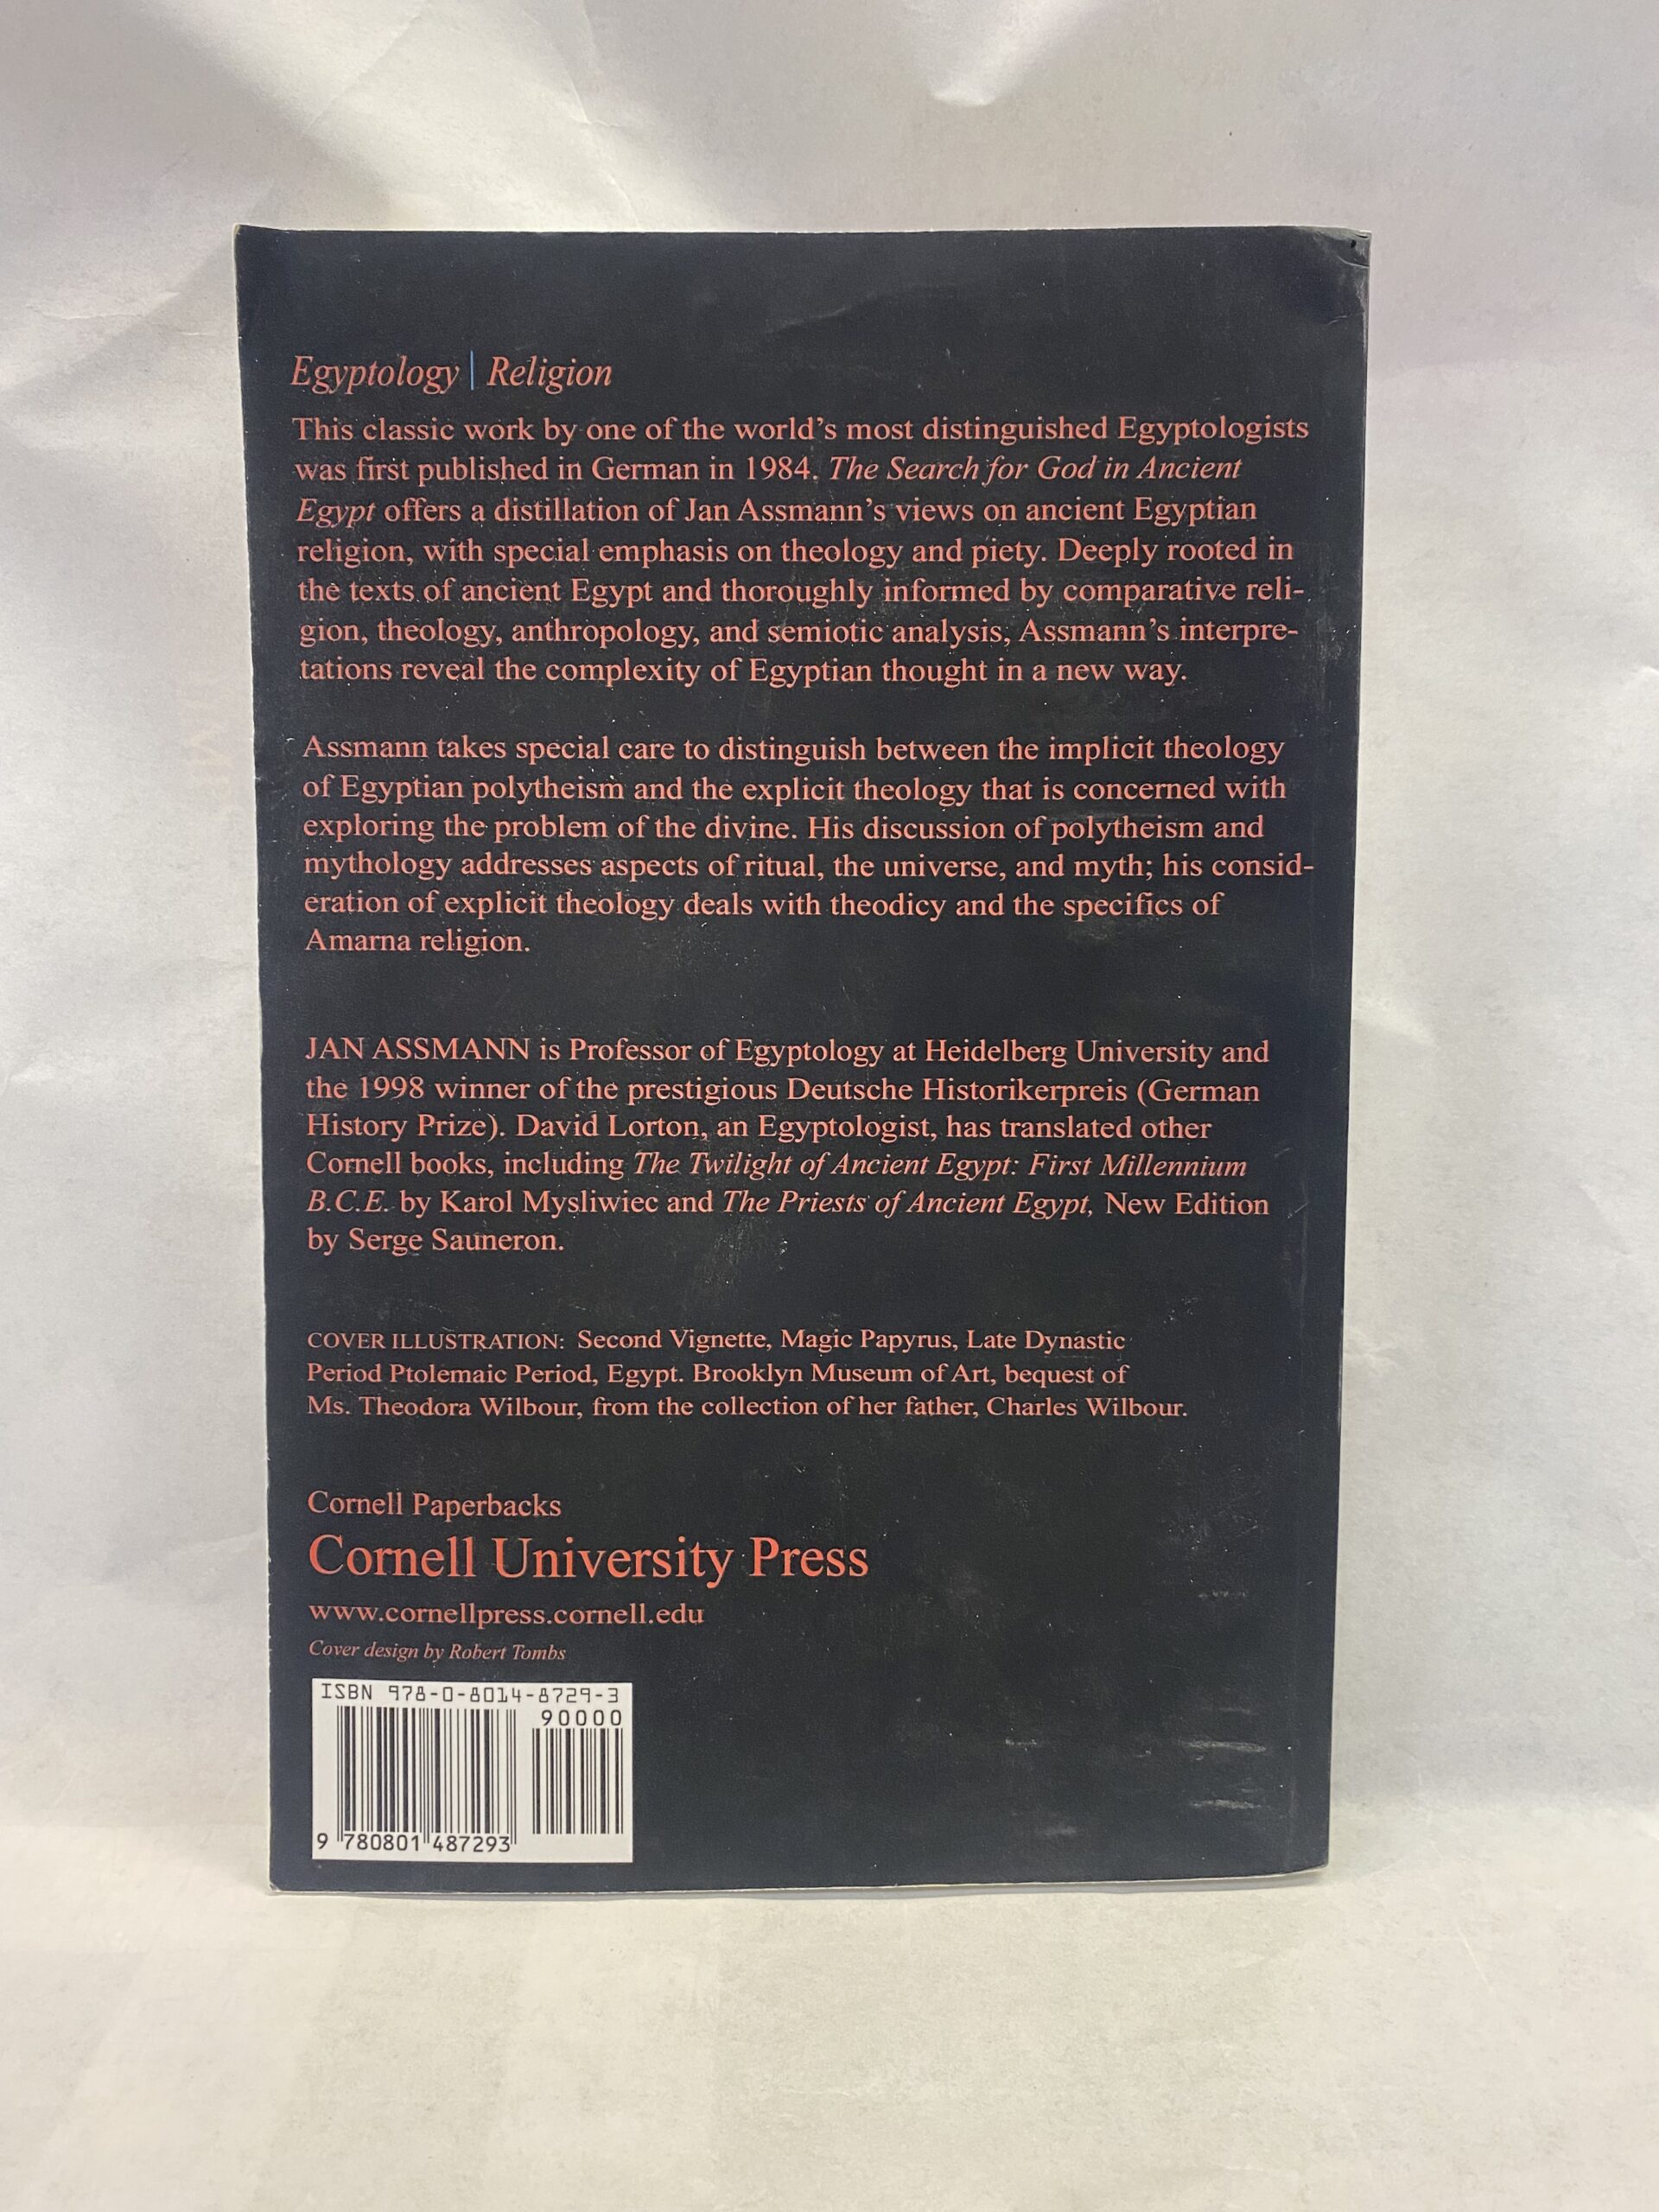 Egyptology | Religion
This classic work by one of the world's most distinguished Egyptologists
was first published in German in 1984. The Search for God in Ancient
Egypt offers a distillation of Jan Assmann's views on ancient Egyptian
religion, with special emphasis on theology and piety. Deeply rooted in
the texts of ancient Egypt and thoroughly informed by comparative reli-
gion, theology, anthropology, and semiotic analysis, Assmann's interpre-
tations reveal the complexity of Egyptian thought in a new way.
Assmann takes special care to distinguish between the implicit theology
of Egyptian polytheism and the explicit theology that is concerned with
exploring the problem of the divine. His discussion of polytheism and
mythology addresses aspects of ritual, the universe, and myth; his consid-
eration of explicit theology deals with theodicy and the specifics of
Amarna religion.
JAN ASSMANN is Professor of Egyptology at Heidelberg University and
the 1998 winner of the prestigious Deutsche Historikerpreis (German
History Prize). David Lorton, an Egyptologist, has translated other
Cornell books, including The Twilight of Ancient Egypt: First Millennium
B.C.E. by Karol Mysliwiec and The Priests of Ancient Egypt, New Edition
by Serge Sauneron.
COVER ILLUSTRATION: Second Vignette, Magic Papyrus, Late Dynastic
Period Ptolemaic Period, Egypt. Brooklyn Museum of Art, bequest of
Ms. Theodora Wilbour, from the collection of her father, Charles Wilbour.
Cornell Paperbacks
Cornell University Press
www.cornellpress.cornell.edu
Cover design by Robert Tombs
ISBN 978-0-8014-8729-3
90000
9 780801 487293